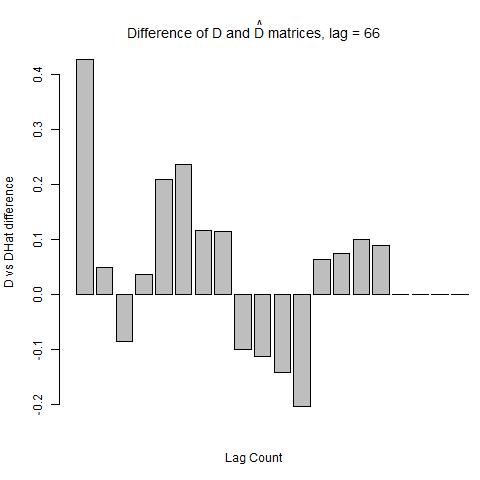 Difference of D and D̂ matrices, lag = 66
0.4
0.3
0.2
0.1
0.0
-0.1
-0.2
D vs DHat difference
Lag Count